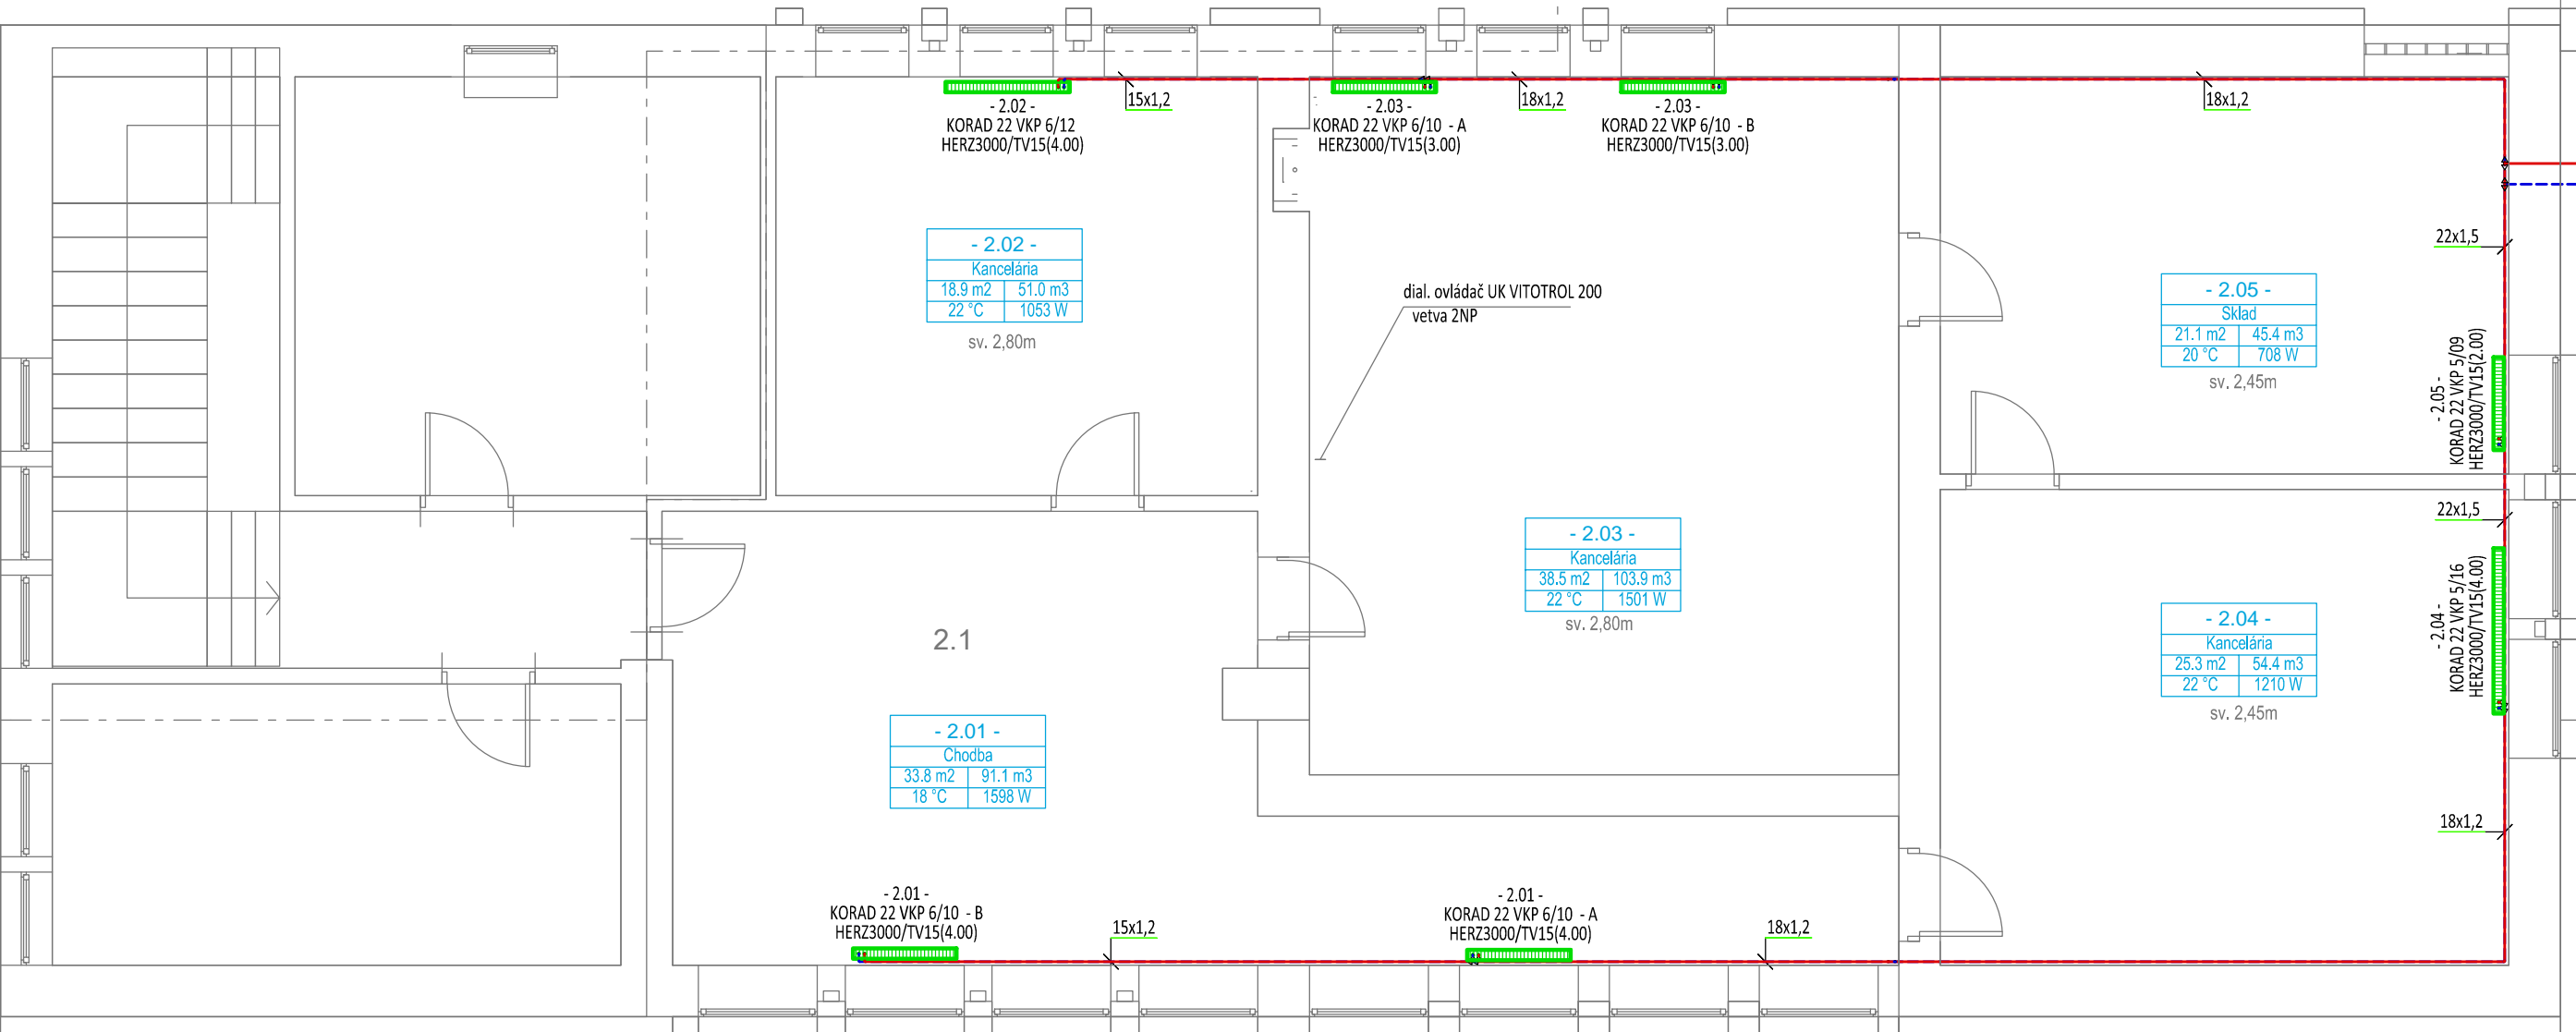 15x1,2
18x1,2
18x1,2
- 2.02 -
KORAD 22 VKP 6/12
HERZ3000/TV15(4.00)
- 2.03 -
KORAD 22 VKP 6/10 - A
HERZ3000/TV15(3.00)
- 2.03 -
KORAD 22 VKP 6/10 - B
HERZ3000/TV15(3.00)
- 2.02 -
Kancelária
18.9 m2 51.0 m3
22 °C 1053 W
sv. 2,80m
dial. ovládač UK VITOTROL 200
vetva 2NP
22x1,5
- 2.05 -
Sklad
21.1 m2 45.4 m3
20 °C 708 W
sv. 2,45m
- 2.05 -
KORAD 22 VKP 5/09
HERZ3000/TV15(2.00)
22x1,5
- 2.03 -
Kancelária
38.5 m2 103.9 m3
22 °C 1501 W
sv. 2,80m
- 2.04 -
KORAD 22 VKP 5/16
HERZ3000/TV15(4.00)
- 2.04 -
Kancelária
25.3 m2 54.4 m3
22 °C 1210 W
sv. 2,45m
2.1
- 2.01 -
Chodba
33.8 m2 91.1 m3
18 °C 1598 W
18x1,2
- 2.01 -
KORAD 22 VKP 6/10 - B
HERZ3000/TV15(4.00)
15x1,2
- 2.01 -
KORAD 22 VKP 6/10 - A
HERZ3000/TV15(4.00)
18x1,2